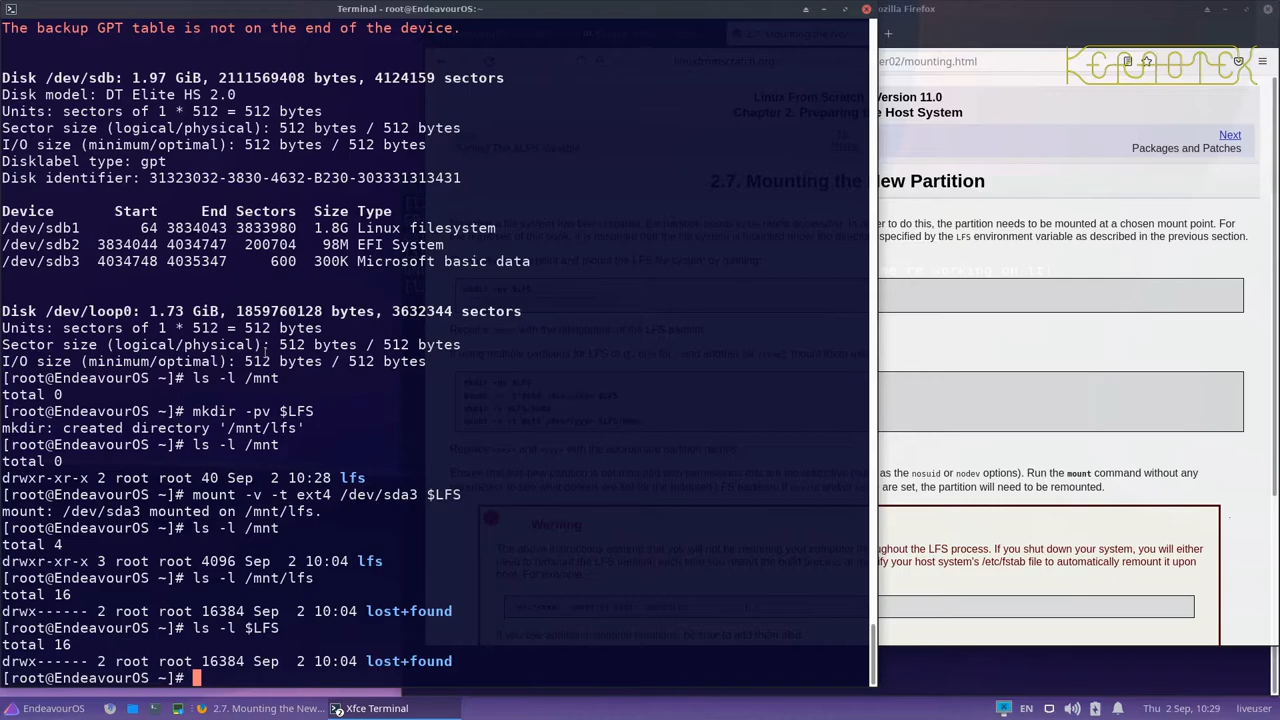 Terminal - EndeavourOS:~
The backup GPT table is not on the end of the device.
Disk /dev/sdb: 1.97 GiB, 2111569408 bytes, 4124159 sectors
Disk model: DT Elite HS 2.0
Units: sectors of 1 * 512 = 512 bytes
Sector size (logical/physical): 512 bytes / 512 bytes
I/O size (minimum/optimal): 512 bytes / 512 bytes
Disklabel type: gpt
Disk identifier: 31323032-3830-4632-B230-303331313431
Device Start End Sectors Size Type
/dev/sdb1 64 3834043 3833980 1.8G Linux filesystem
/dev/sdb2 3834044 4034747 200704 98M EFI System
/dev/sdb3 4034748 4035347 600 300K Microsoft basic data
Disk /dev/loop0: 1.73 GiB, 1859760128 bytes, 3632344 sectors
Units: sectors of 1 * 512 = 512 bytes
Sector size (logical/physical): 512 bytes / 512 bytes
I/O size (minimum/optimal): 512 bytes / 512 bytes
[root@EndeavourOS ~]# ls -l /mnt
total 0
[root@EndeavourOS ~]# mkdir -pv $LFS
mkdir: created directory '/mnt/lfs'
[root@EndeavourOS ~]# ls -l /mnt
total 0
drwxr-xr-x 2 root root 40 Sep 2 10:28 lfs
[root@EndeavourOS ~]# mount -v -t ext4 /dev/sda3 $LFS
mount: /dev/sda3 mounted on /mnt/lfs.
[root@EndeavourOS ~]# ls -l /mnt
total 4
drwxr-xr-x 3 root root 4096 Sep 2 10:04 lfs
[root@EndeavourOS ~]# ls -l /mnt/lfs
total 16
drwx------ 2 root root 16384 Sep 2 10:04 lost+found
[root@EndeavourOS ~]# ls -l $LFS
total 16
drwx------ 2 root root 16384 Sep 2 10:04 lost+found
[root@EndeavourOS ~]#
ozilla Firefox
er02/mounting.html
KERNOTEX
Linux From Scratch - Version 11.0
Chapter 2. Preparing the Host System
Next
Packages and Patches
2.7. Mounting the New Partition
er to do this, the partition needs to be mounted at a chosen mount point. For
specified by the LFS environment variable as described in the previous section.
as the nosuid or nodev options). Run the mount command without any
are set, the partition will need to be remounted.
Warning
ughout the LFS process. If you shut down your system, you will either
ify your host system's /etc/fstab file to automatically remount it upon
EndeavourOS
2.7. Mounting the New...
Xfce Terminal
EN
Thu 2 Sep, 10:29
liveuser